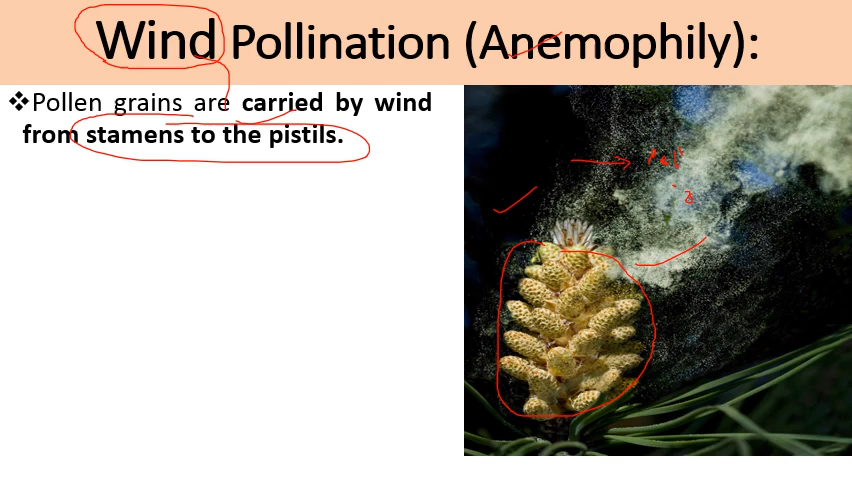 Wind Pollination (Anemophily):
❖Pollen grains are carried by wind
from stamens to the pistils.